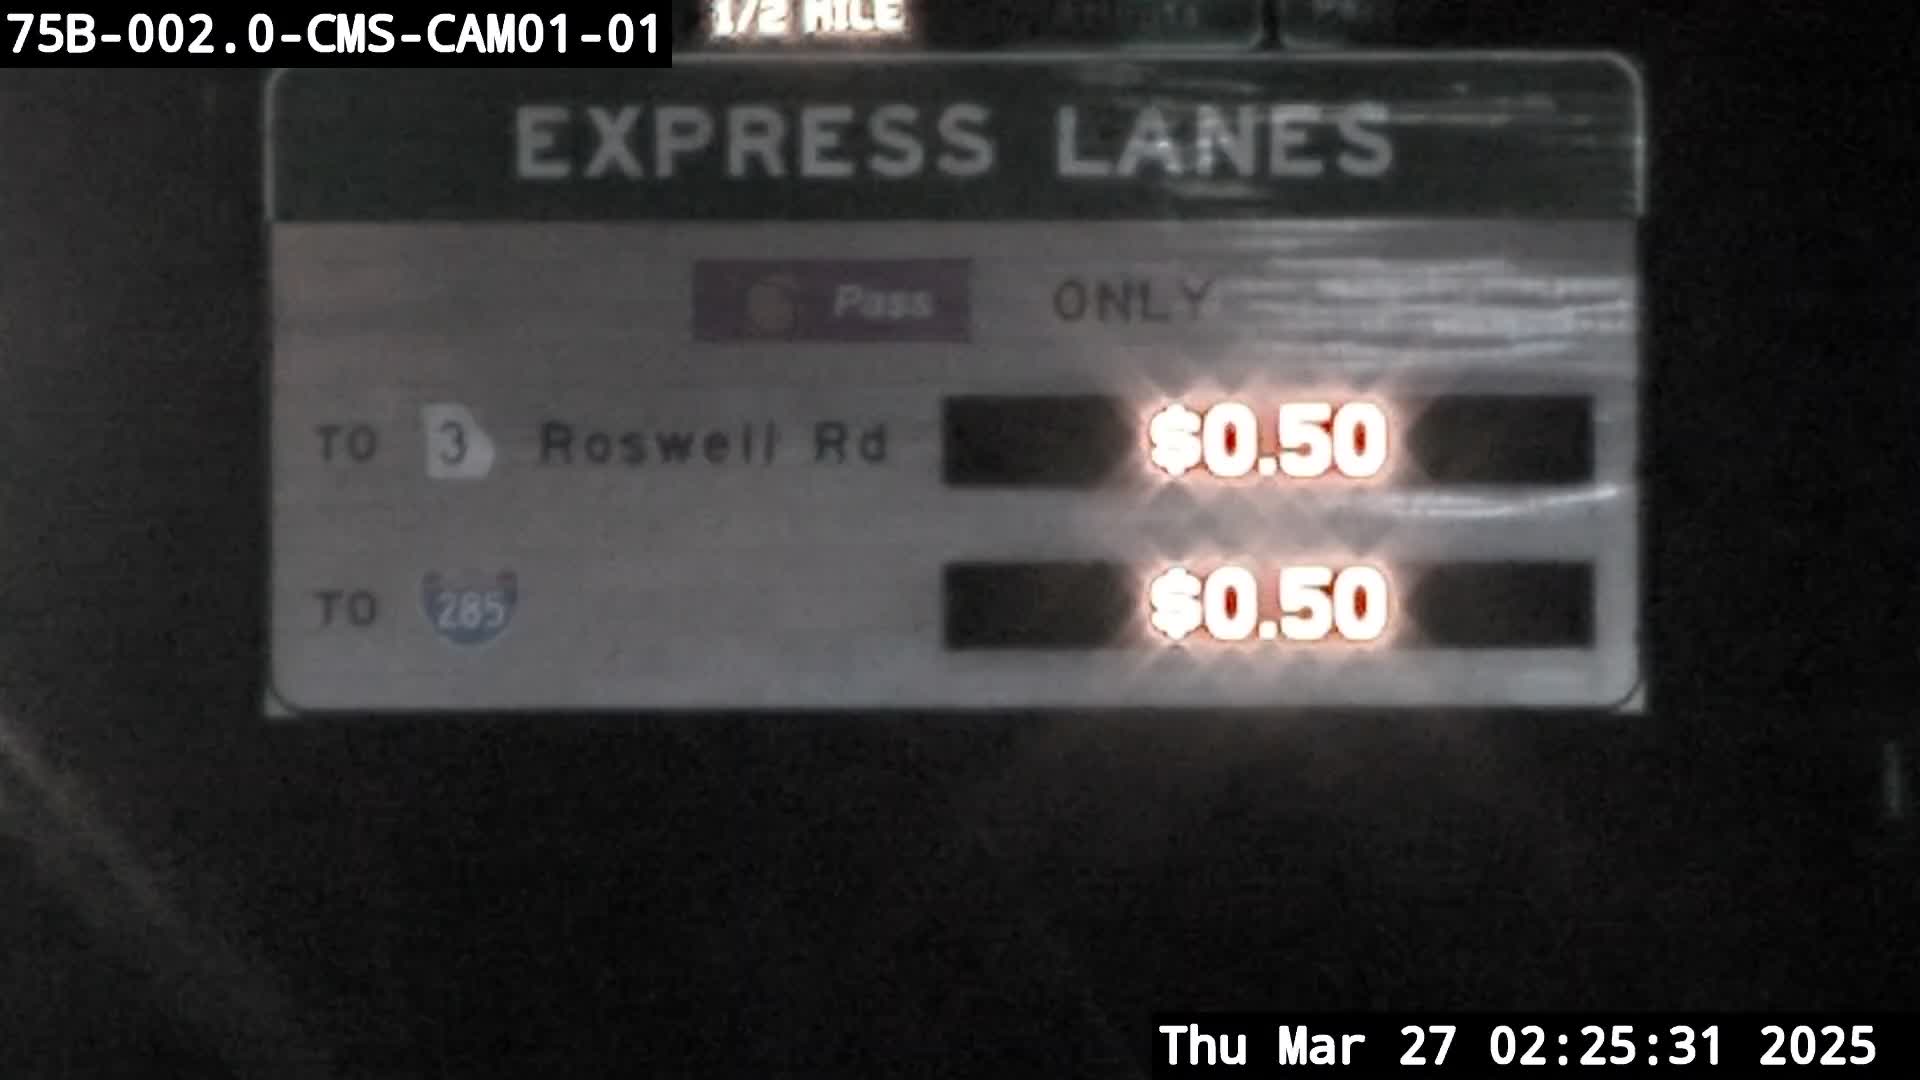 75B-002.0-CMS-CAM01-01
1/2 MILE
EXPRESS LANES
Pass ONLY
TO 3 Roswell Rd $0.50
TO 285 $0.50
Thu Mar 27 02:25:31 2025